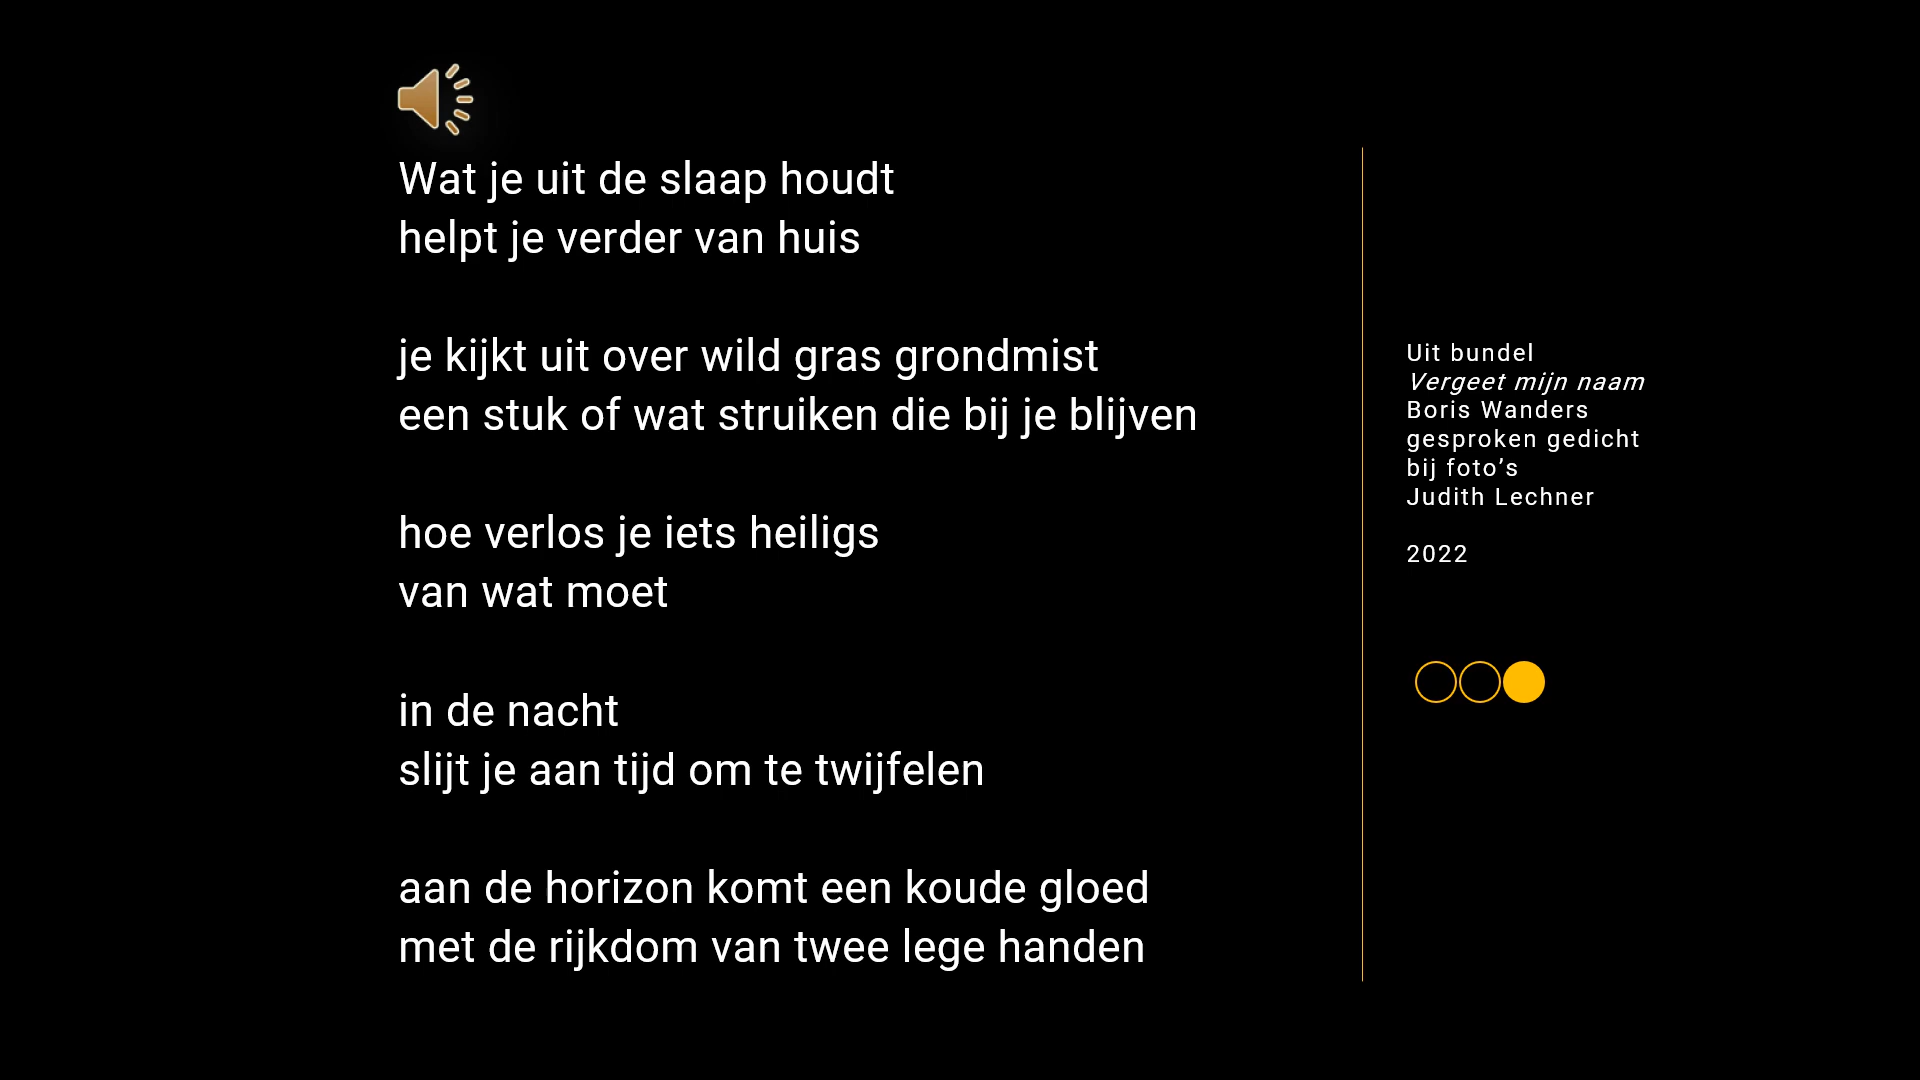 Wat je uit de slaap houdt
helpt je verder van huis
je kijkt uit over wild gras grondmist
een stuk of wat struiken die bij je blijven
hoe verlos je iets heiligs
van wat moet
in de nacht
slijt je aan tijd om te twijfelen
aan de horizon komt een koude gloed
met de rijkdom van twee lege handen
Uit bundel
Vergeet mijn naam
Boris Wanders
gesproken gedicht
bij foto’s
Judith Lechner
2022